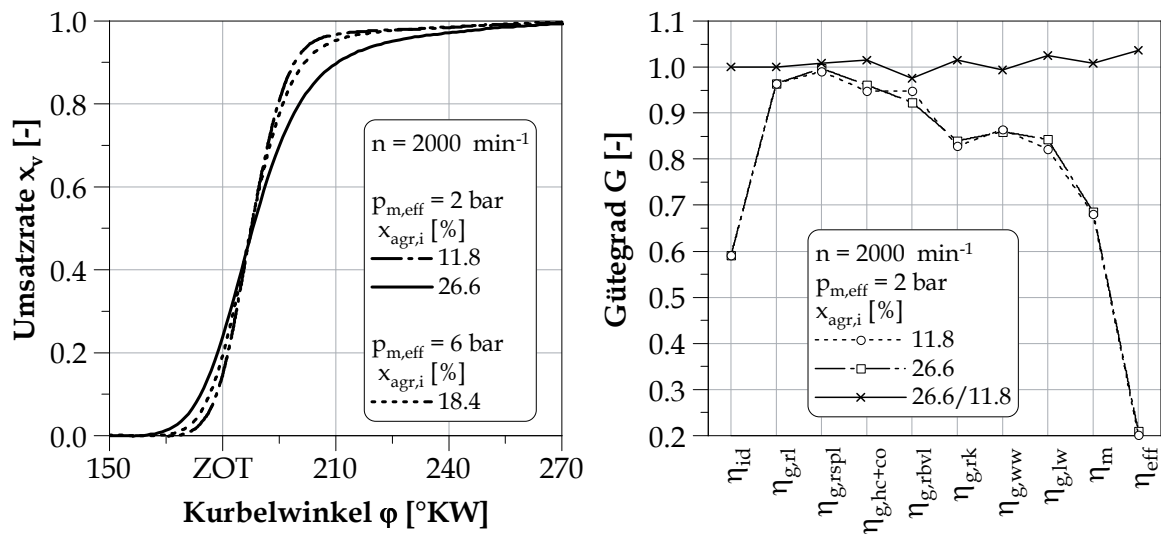 Umsatzrate x_v [-]
1.0
0.8
0.6
0.4
0.2
0.0
150 ZOT 210 240 270
Kurbelwinkel φ [°KW]
n = 2000 min⁻¹
p_m,eff = 2 bar
x_agr,i [%]
11.8
26.6
p_m,eff = 6 bar
x_agr,i [%]
18.4
Gütegrad G [-]
1.1
1.0
0.9
0.8
0.7
0.6
0.5
0.4
0.3
0.2
n = 2000 min⁻¹
p_m,eff = 2 bar
x_agr,i [%]
11.8
26.6
26.6/11.8
η_id
η_g,rl
η_g,rspl
η_g,hc+co
η_g,rbvl
η_g,rk
η_g,ww
η_g,lw
η_m
η_eff